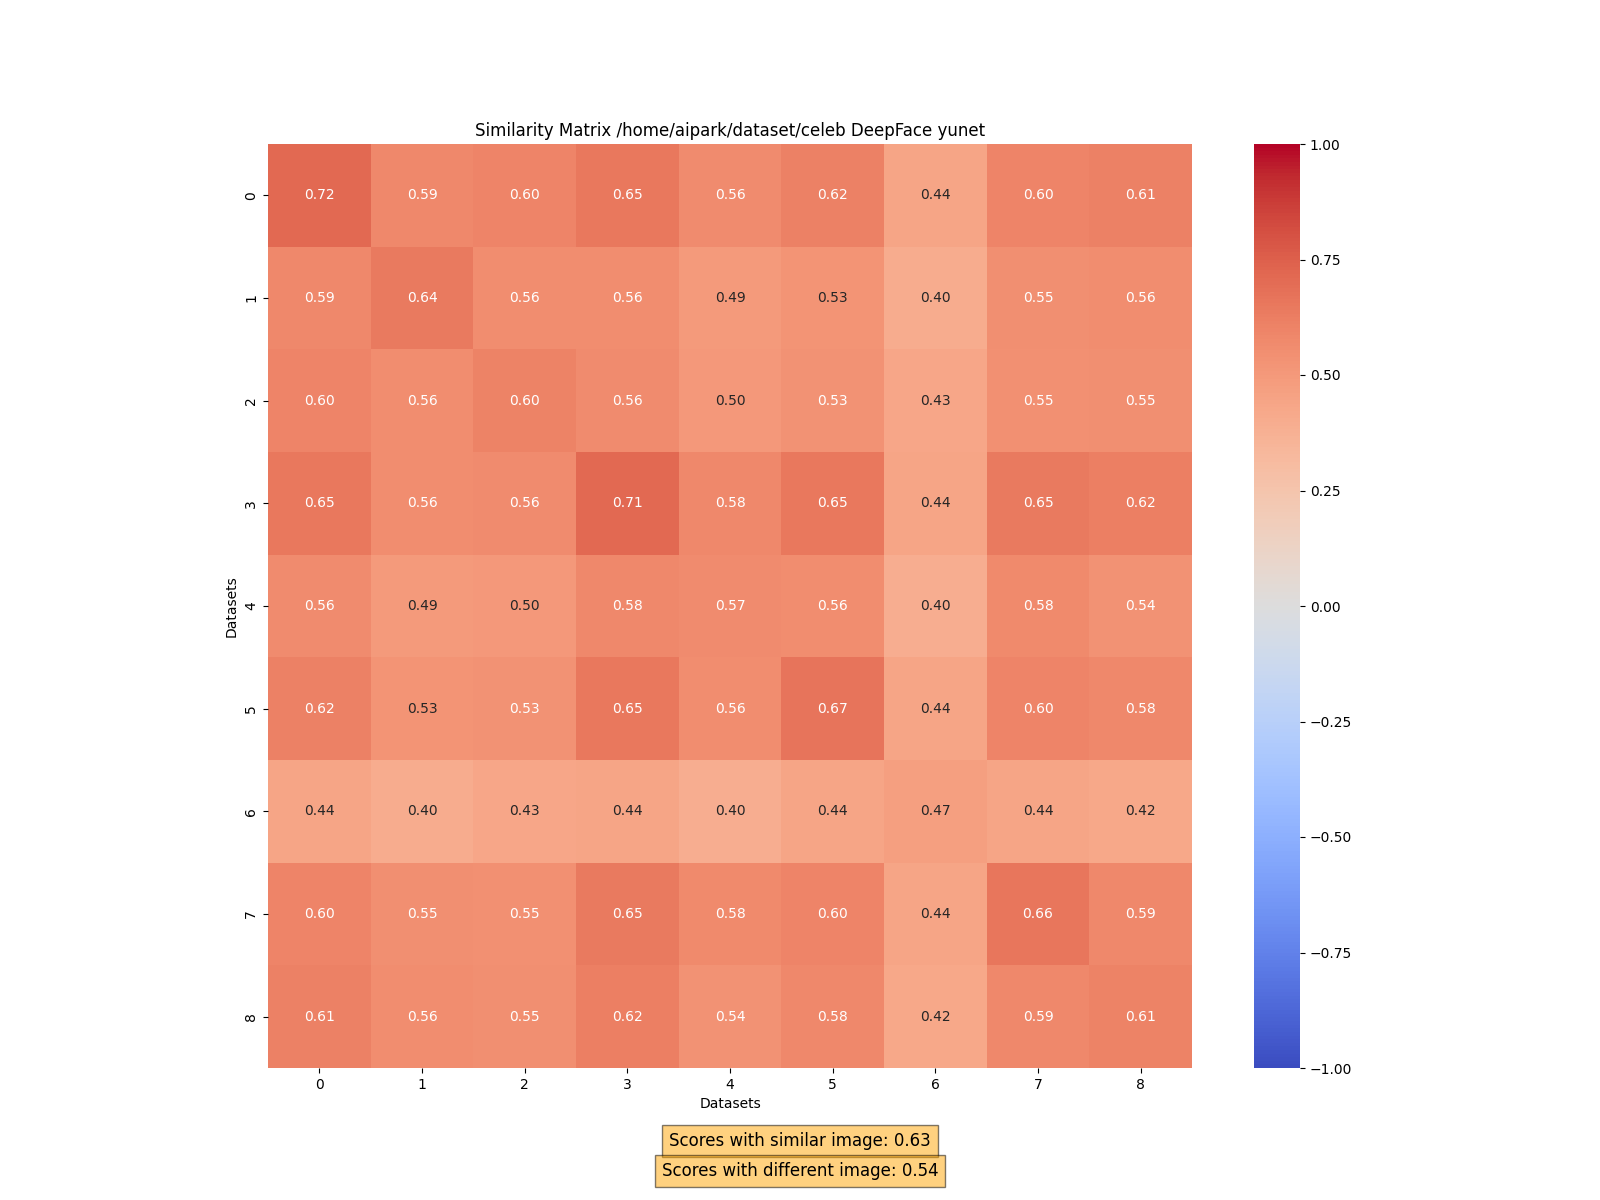 Similarity Matrix /home/aipark/dataset/celeb DeepFace yunet
0 0.72 0.59 0.60 0.65 0.56 0.62 0.44 0.60 0.61
1 0.59 0.64 0.56 0.56 0.49 0.53 0.40 0.55 0.56
2 0.60 0.56 0.60 0.56 0.50 0.53 0.43 0.55 0.55
3 0.65 0.56 0.56 0.71 0.58 0.65 0.44 0.65 0.62
4 0.56 0.49 0.50 0.58 0.57 0.56 0.40 0.58 0.54
5 0.62 0.53 0.53 0.65 0.56 0.67 0.44 0.60 0.58
6 0.44 0.40 0.43 0.44 0.40 0.44 0.47 0.44 0.42
7 0.60 0.55 0.55 0.65 0.58 0.60 0.44 0.66 0.59
8 0.61 0.56 0.55 0.62 0.54 0.58 0.42 0.59 0.61
Datasets
0 1 2 3 4 5 6 7 8
Datasets
1.00
0.75
0.50
0.25
0.00
−0.25
−0.50
−0.75
−1.00
Scores with similar image: 0.63
Scores with different image: 0.54